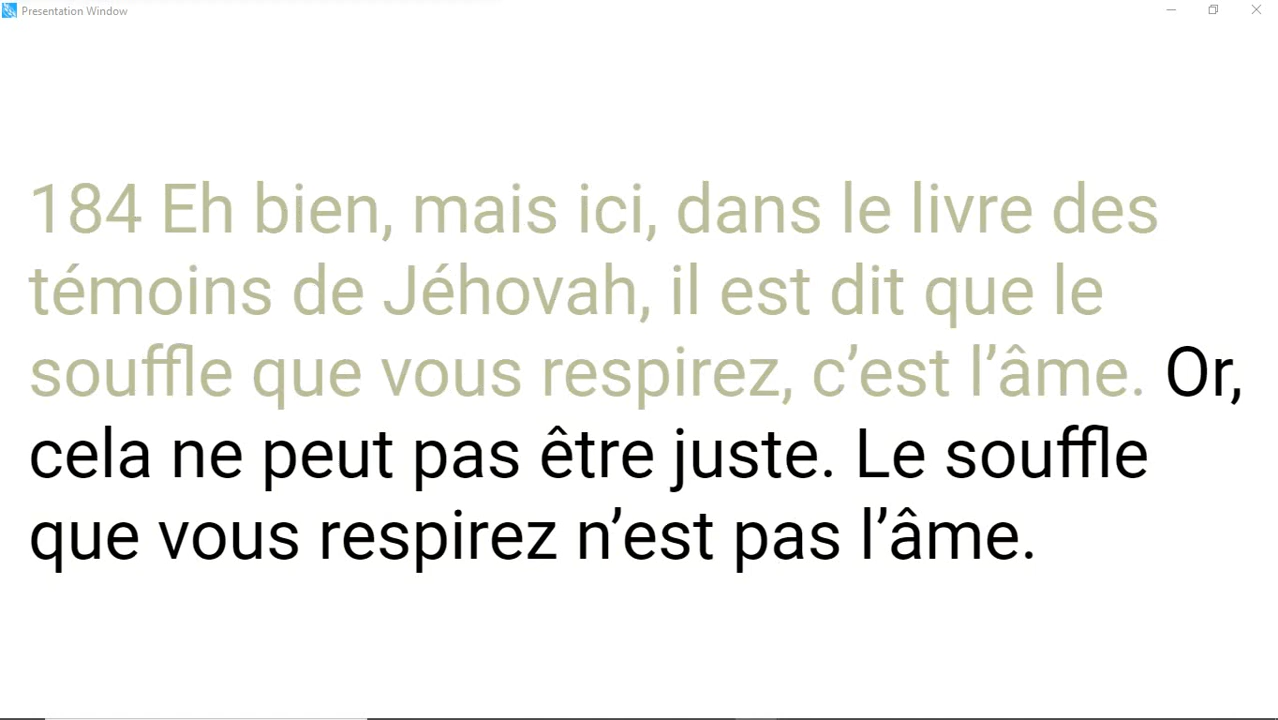 Presentation Window
184 Eh bien, mais ici, dans le livre des
témoins de Jéhovah, il est dit que le
souffle que vous respirez, c’est l’âme. Or,
cela ne peut pas être juste. Le souffle
que vous respirez n’est pas l’âme.